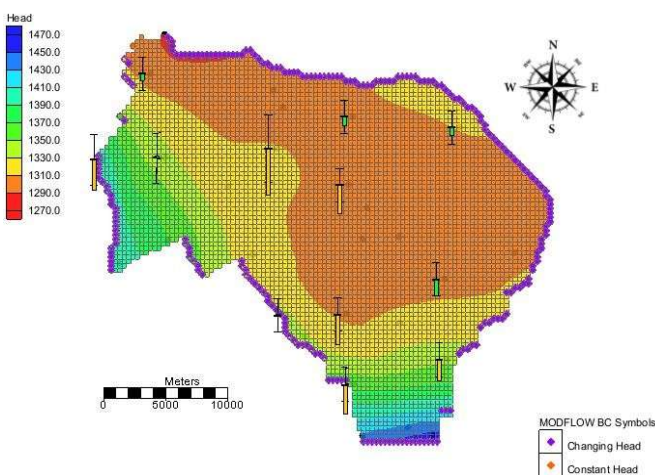 Head
1470.0
1450.0
1430.0
1410.0
1390.0
1370.0
1350.0
1330.0
1310.0
1290.0
1270.0
N
W E
S
Meters
0 5000 10000
MODFLOW BC Symbols
Changing Head
Constant Head